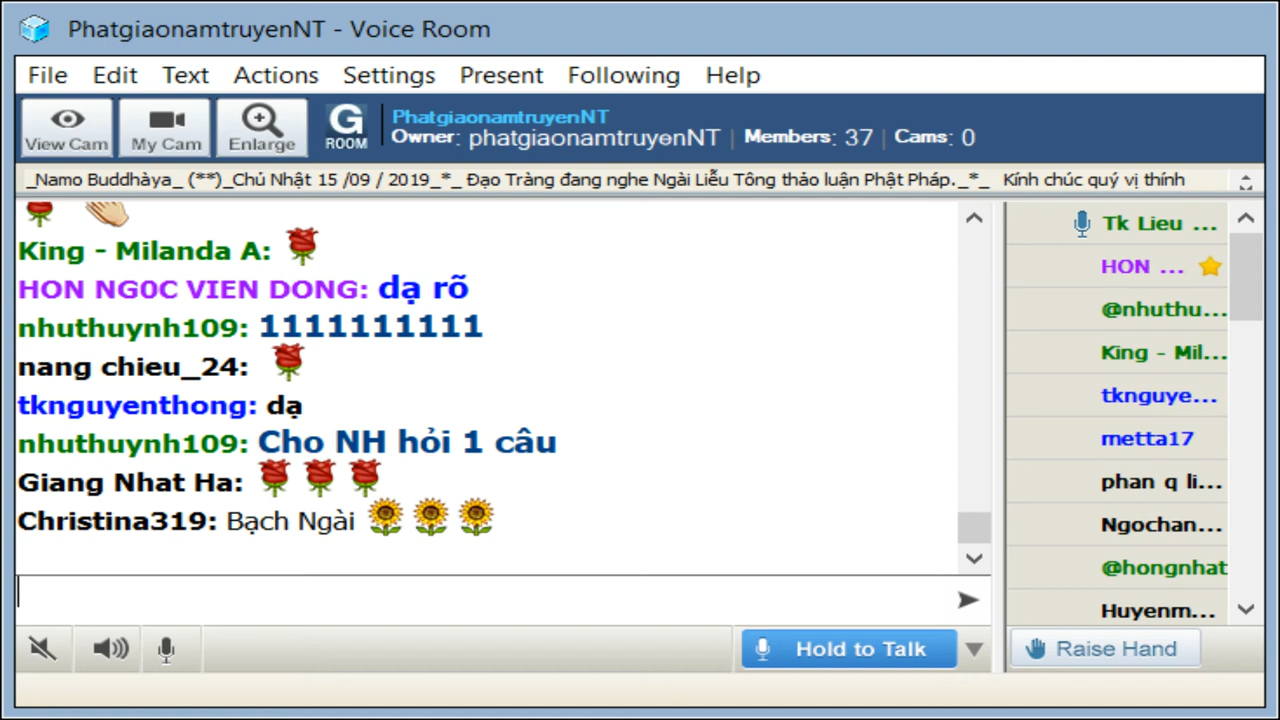 PhatgiaonamtruyenNT - Voice Room
File Edit Text Actions Settings Present Following Help
View Cam My Cam Enlarge G ROOM
PhatgiaonamtruyenNT
Owner: phatgiaonamtruyenNT | Members: 37 | Cams: 0
_Namo Buddhàya_ (**)_Chủ Nhật 15 /09 / 2019_*_ Đạo Tràng đang nghe Ngài Liễu Tông thảo luận Phật Pháp._*_ Kính chúc quý vị thính
King - Milanda A:
HON NG0C VIEN DONG: dạ rõ
nhuthuynh109: 1111111111
nang chieu_24:
tknguyenthong: dạ
nhuthuynh109: Cho NH hỏi 1 câu
Giang Nhat Ha:
Christina319: Bạch Ngài
Tk Lieu ...
HON ...
@nhuthu...
King - Mil...
tknguye...
metta17
phan q li...
Ngochan...
@hongnhat
Huyenm...
Hold to Talk
Raise Hand